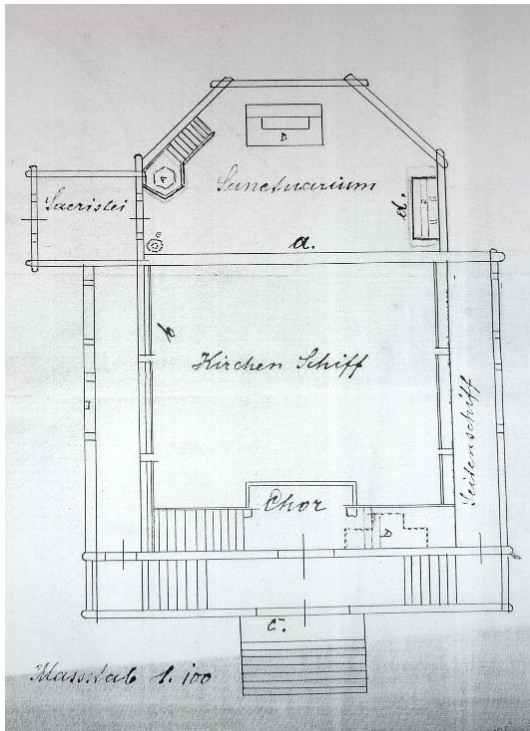 Sanctuarium
Sacristei
d.
a.
b
Kirchen Schiff
Seitenschiff
Chor
c.
Masstab 1:100